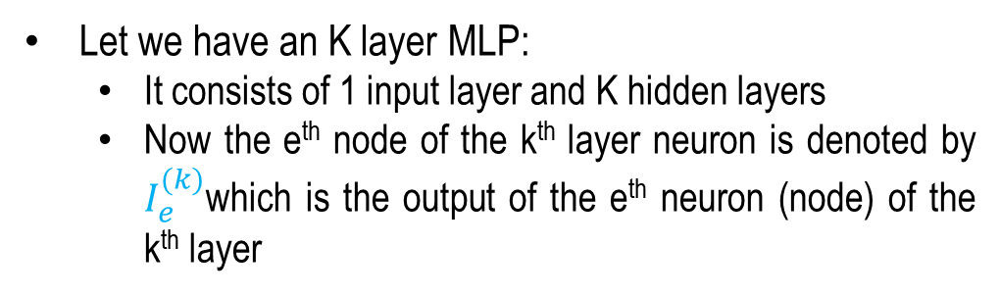 • Let we have an K layer MLP:
• It consists of 1 input layer and K hidden layers
• Now the eᵗʰ node of the kᵗʰ layer neuron is denoted by
𝐼ₑ⁽ᵏ⁾which is the output of the eᵗʰ neuron (node) of the
kᵗʰ layer